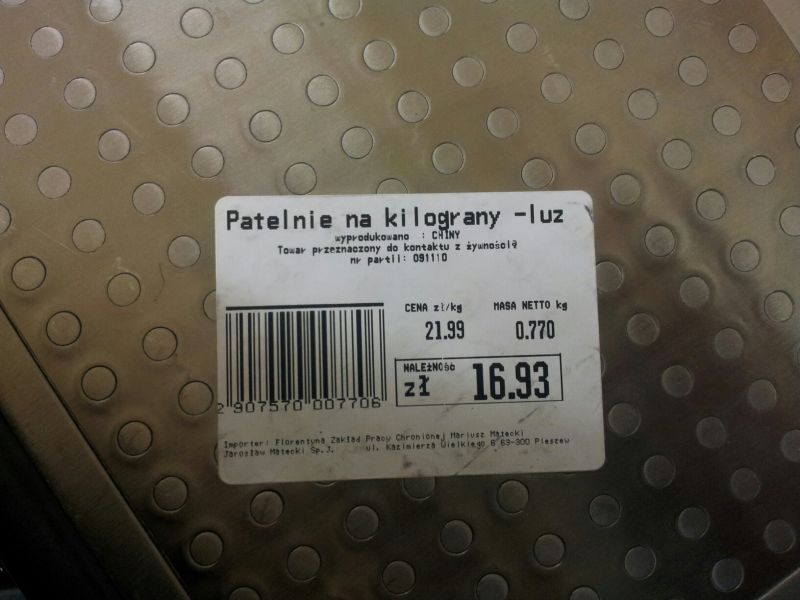 Patelnie na kilogramy -luz
wyprodukowano : CHINY
Towar przeznaczony do kontaktu z żywnością
nr partii: 091110
CENA zł/kg MASA NETTO kg
21.99 0.770
NALEŻNOŚĆ
zł 16.93
2 907570 007706
Importer: Florentyna Zakład Pracy Chronionej Mariusz Matecki
Jarosław Matecki Sp.J. ul. Kazimierza Wielkiego 6 63-300 Pleszew